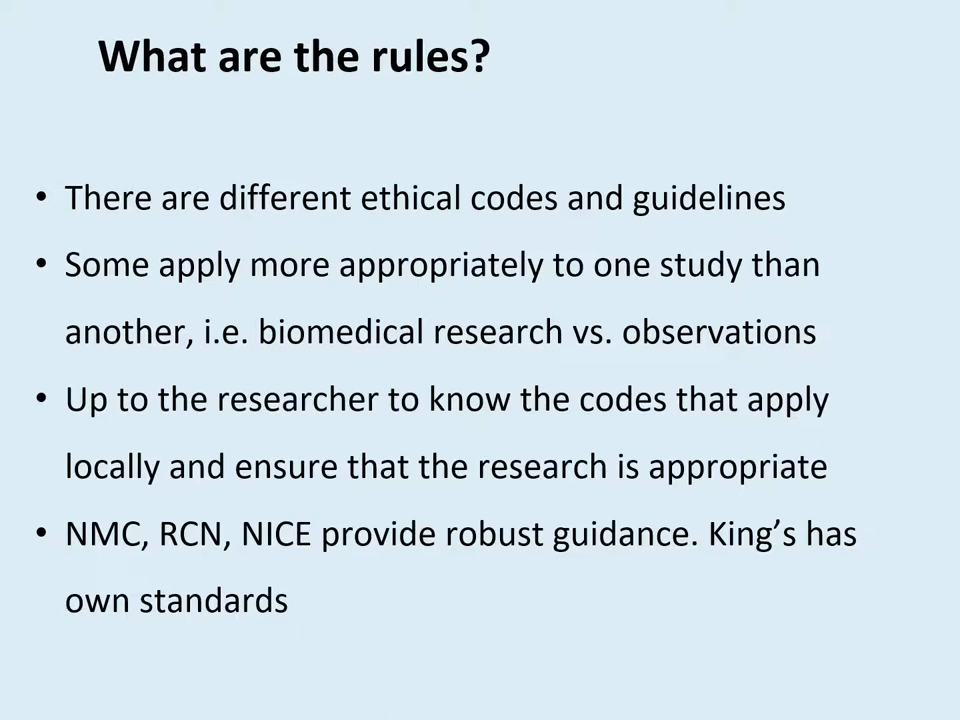 What are the rules?
• There are different ethical codes and guidelines
• Some apply more appropriately to one study than
another, i.e. biomedical research vs. observations
• Up to the researcher to know the codes that apply
locally and ensure that the research is appropriate
• NMC, RCN, NICE provide robust guidance. King’s has
own standards